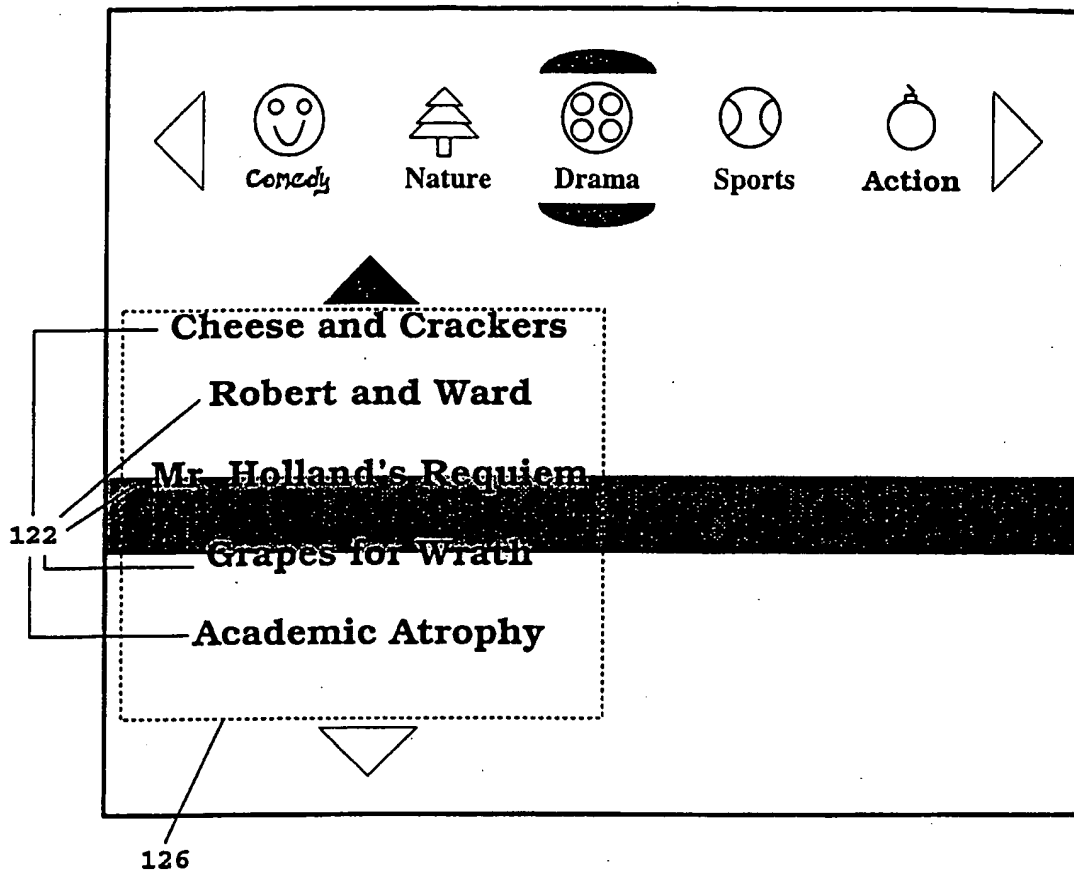 Comedy Nature Drama Sports Action
Cheese and Crackers
Robert and Ward
Mr Holland's Requiem
122
Grapes for Wrath
Academic Atrophy
126